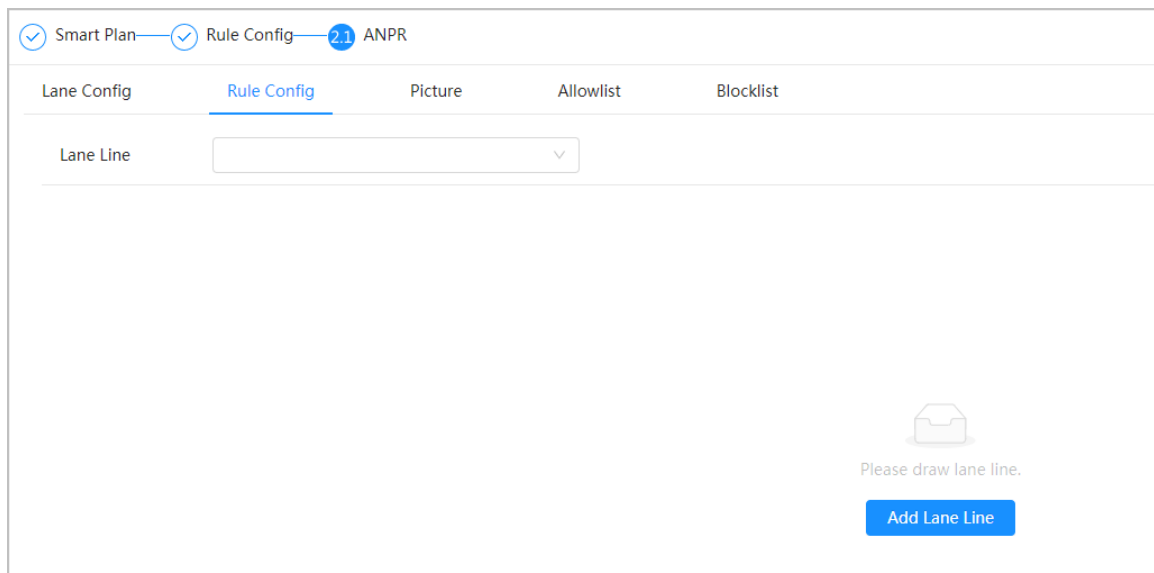 Smart Plan Rule Config 2.1 ANPR
Lane Config Rule Config Picture Allowlist Blocklist
Lane Line
Please draw lane line.
Add Lane Line